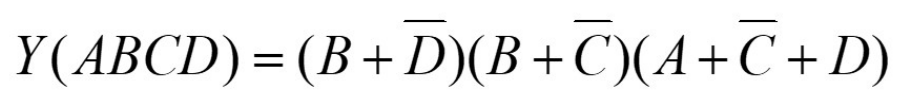 Y(ABCD) = (B + D̅)(B + C̅)(A + C̅ + D)